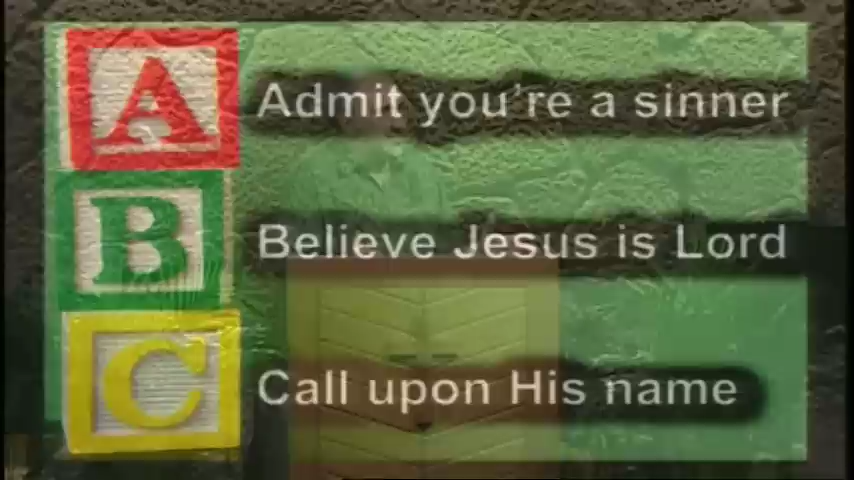 A Admit you're a sinner
B Believe Jesus is Lord
C Call upon His name